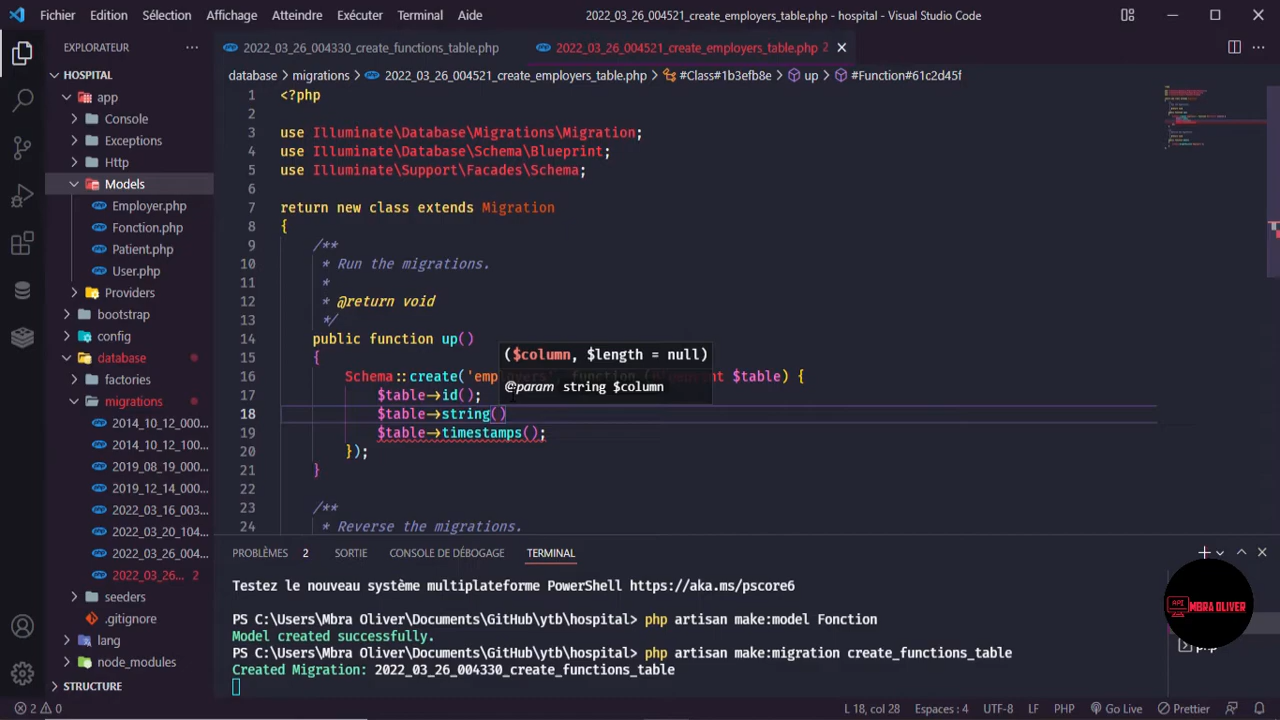 Fichier Edition Sélection Affichage Atteindre Exécuter Terminal Aide 2022_03_26_004521_create_employers_table.php - hospital - Visual Studio Code
EXPLORATEUR
2022_03_26_004330_create_functions_table.php 2022_03_26_004521_create_employers_table.php 2
HOSPITAL
database > migrations > 2022_03_26_004521_create_employers_table.php > #Class#1b3efb8e > up > #Function#61c2d45f
app
Console
Exceptions
Http
Models
Employer.php
Fonction.php
Patient.php
User.php
Providers
bootstrap
config
database
factories
migrations
2014_10_12_000...
2014_10_12_100...
2019_08_19_000...
2019_12_14_000...
2022_03_16_003...
2022_03_20_104...
2022_03_26_004...
2022_03_26... 2
seeders
.gitignore
lang
node_modules
STRUCTURE
1 <?php
2
3 use Illuminate\Database\Migrations\Migration;
4 use Illuminate\Database\Schema\Blueprint;
5 use Illuminate\Support\Facades\Schema;
6
7 return new class extends Migration
8 {
9 /**
10 * Run the migrations.
11 *
12 * @return void
13 */
14 public function up()
15 {
($column, $length = null)
@param string $column
16 Schema::create('employers', function (Blueprint $table) {
17 $table->id();
18 $table->string()
19 $table->timestamps();
20 });
21 }
22
23 /**
24 * Reverse the migrations.
PROBLÈMES 2 SORTIE CONSOLE DE DÉBOGAGE TERMINAL
Testez le nouveau système multiplateforme PowerShell https://aka.ms/pscore6
PS C:\Users\Mbra Oliver\Documents\GitHub\ytb\hospital> php artisan make:model Fonction
Model created successfully.
PS C:\Users\Mbra Oliver\Documents\GitHub\ytb\hospital> php artisan make:migration create_functions_table
Created Migration: 2022_03_26_004330_create_functions_table
API MBRA OLIVER
php
2 0 L 18, col 28 Espaces : 4 UTF-8 LF PHP Go Live Prettier